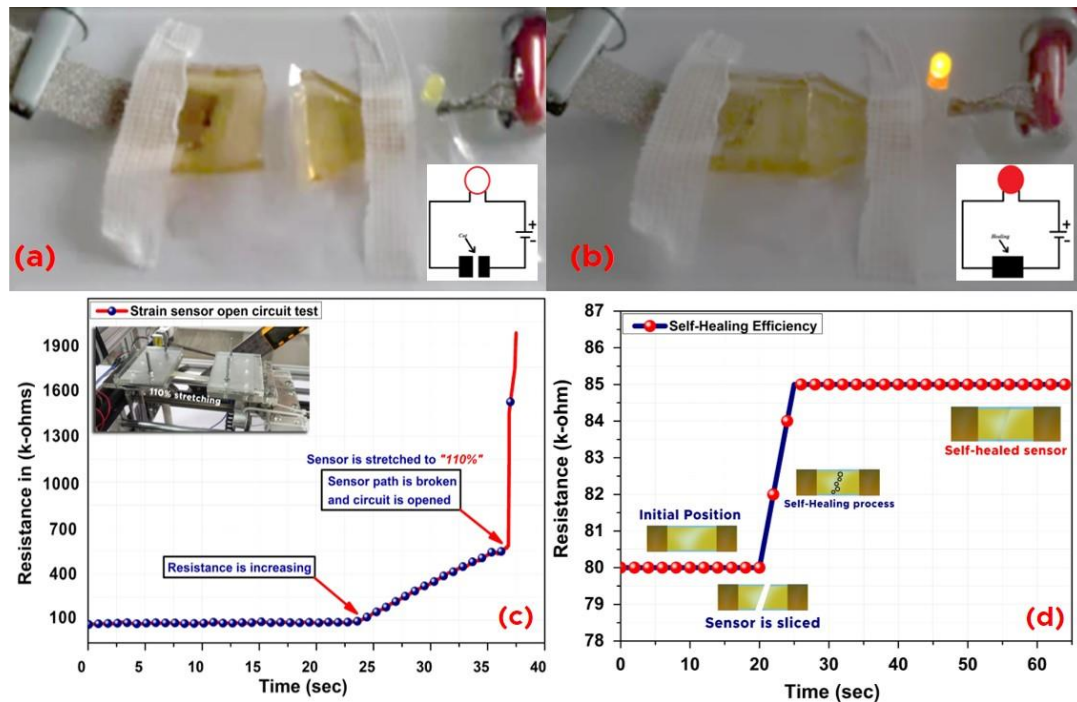 (a)
Cut
+
-
(b)
Healing
+
-
Strain sensor open circuit test
110% stretching
Sensor is stretched to "110%"
Sensor path is broken
and circuit is opened
Resistance is increasing
(c)
Resistance in (k-ohms)
1900
1600
1300
1000
700
400
100
0 5 10 15 20 25 30 35 40
Time (sec)
Self-Healing Efficiency
Self-healed sensor
Self-Healing process
Initial Position
Sensor is sliced
(d)
Resistance (k-ohm)
87
86
85
84
83
82
81
80
79
78
0 10 20 30 40 50 60
Time (sec)